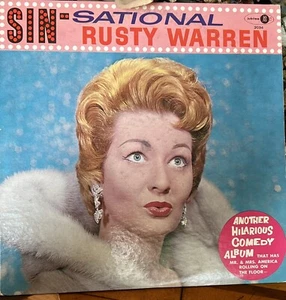 SIN-SATIONAL
RUSTY WARREN
ANOTHER
HILARIOUS
COMEDY
ALBUM THAT HAS
MR. & MRS. AMERICA
ROLLING ON
THE FLOOR